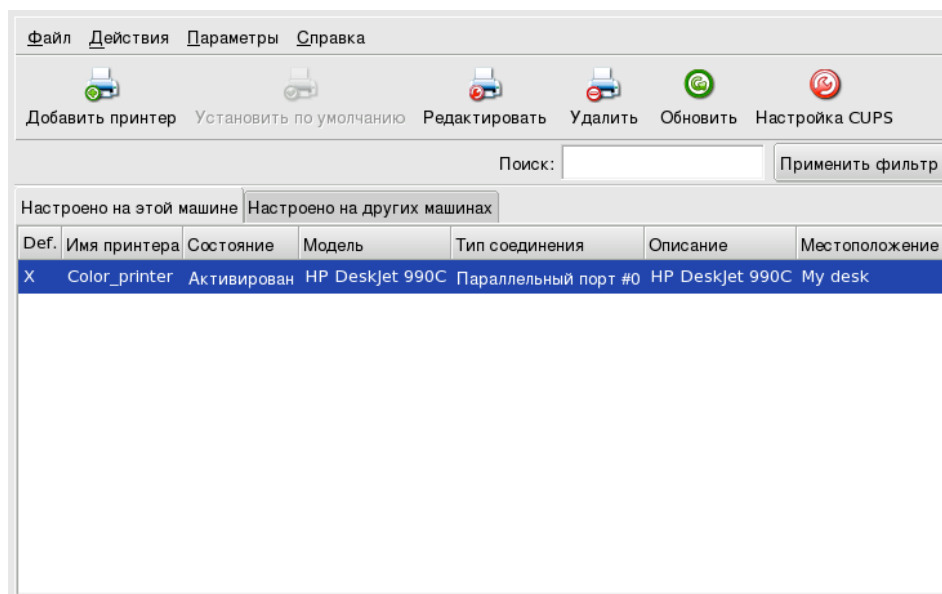 Файл Действия Параметры Справка
Добавить принтер Установить по умолчанию Редактировать Удалить Обновить Настройка CUPS
Поиск: Применить фильтр
Настроено на этой машине Настроено на других машинах
Def. Имя принтера Состояние Модель Тип соединения Описание Местоположение
X Color_printer Активирован HP DeskJet 990C Параллельный порт #0 HP DeskJet 990C My desk